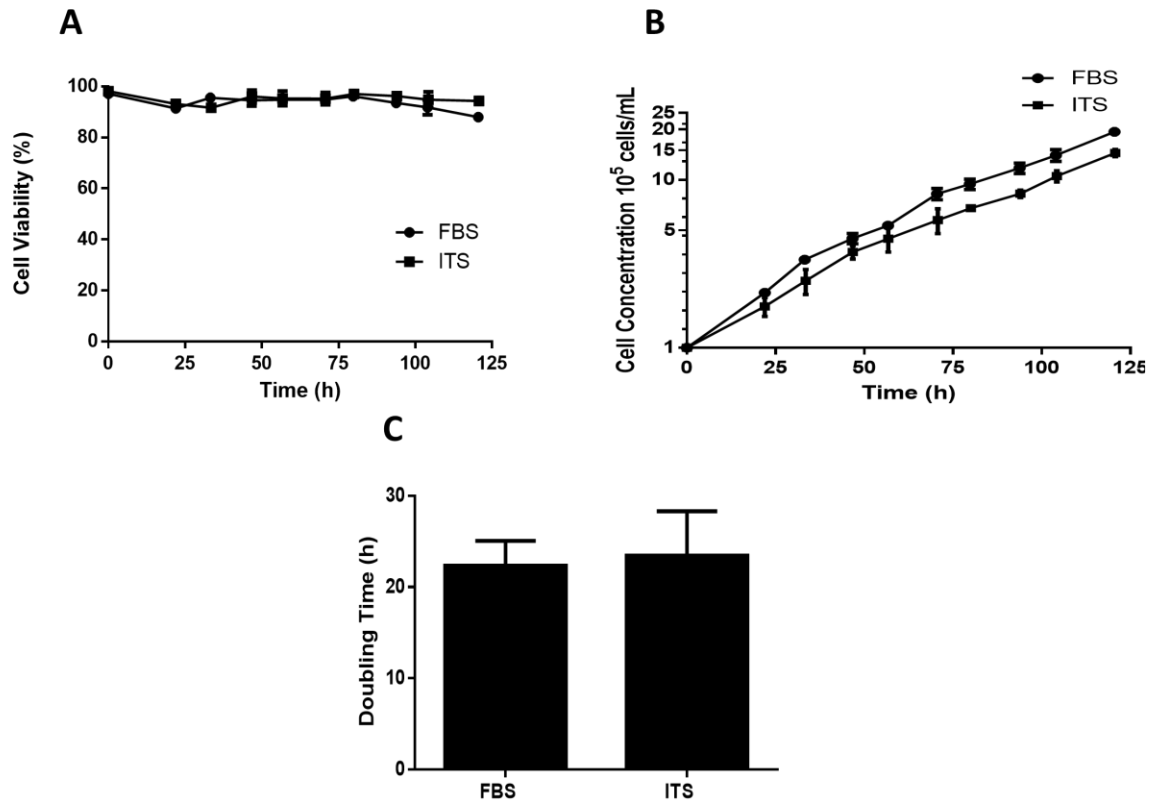 A
Cell Viability (%)
100
80
60
40
20
0
FBS
ITS
0 25 50 75 100 125
Time (h)
B
FBS
ITS
Cell Concentration 10⁵ cells/mL
25
20
15
10
5
1
0 25 50 75 100 125
Time (h)
C
Doubling Time (h)
30
20
10
0
FBS ITS